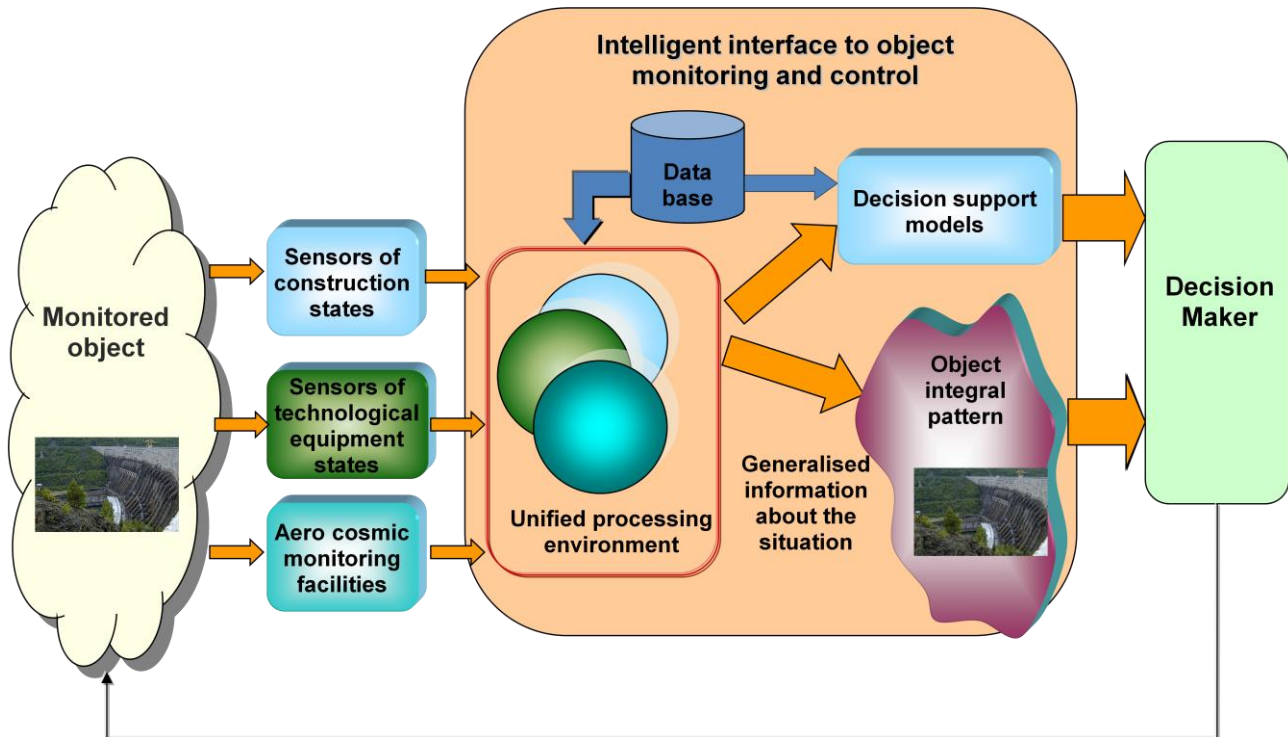 Intelligent interface to object
monitoring and control
Data
base
Decision support
models
Monitored
object
Sensors of
construction
states
Sensors of
technological
equipment
states
Aero cosmic
monitoring
facilities
Unified processing
environment
Generalised
information
about the
situation
Object
integral
pattern
Decision
Maker